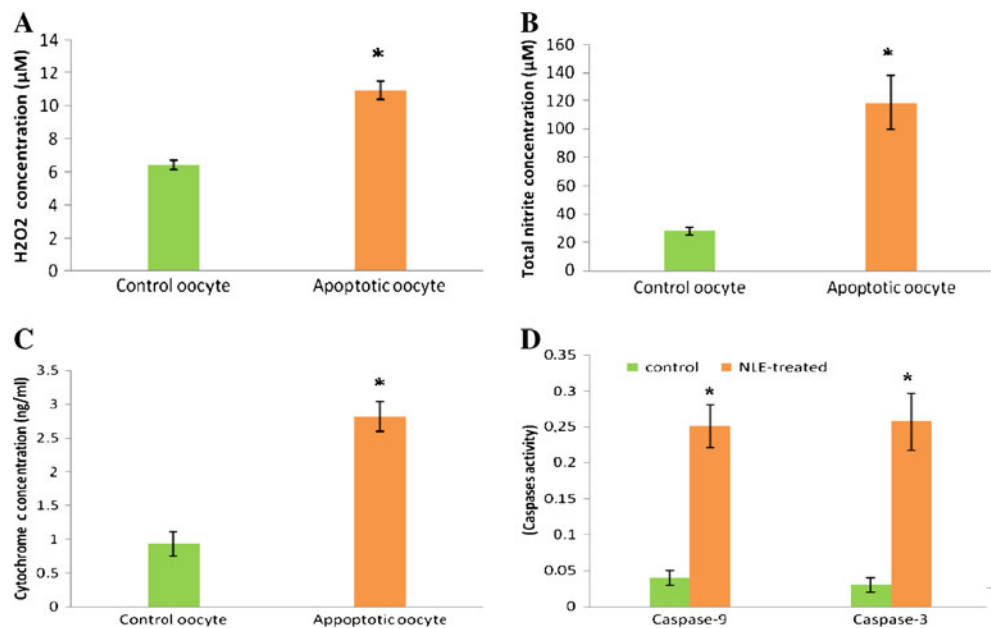 A
H2O2 concentration (µM)
14
12
10
8
6
4
2
0
*
Control oocyte
Apoptotic oocyte
B
Total nitrite concentration (µM)
160
140
120
100
80
60
40
20
0
*
Control oocyte
Apoptotic oocyte
C
Cytochrome c concentration (ng/ml)
3.5
3
2.5
2
1.5
1
0.5
0
*
Control oocyte
Apoptotic oocyte
D
(Caspases activity)
0.35
0.3
0.25
0.2
0.15
0.1
0.05
0
control
NLE-treated
*
*
Caspase-9
Caspase-3